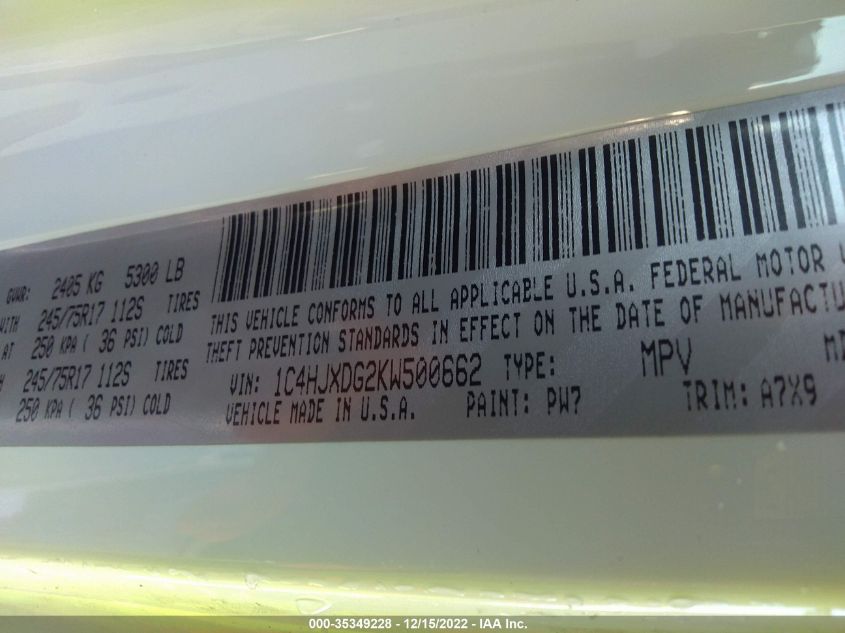 GVWR: 2405 KG 5300 LB
WITH 245/75R17 112S TIRES
AT 250 KPA ( 36 PSI) COLD
245/75R17 112S TIRES
250 KPA ( 36 PSI) COLD
THIS VEHICLE CONFORMS TO ALL APPLICABLE U.S.A. FEDERAL MOTOR
THEFT PREVENTION STANDARDS IN EFFECT ON THE DATE OF MANUFACTU
VIN: 1C4HJXDG2KW500662 TYPE: MPV
VEHICLE MADE IN U.S.A. PAINT: PW7 TRIM: A7X9
000-35349228 - 12/15/2022 - IAA Inc.